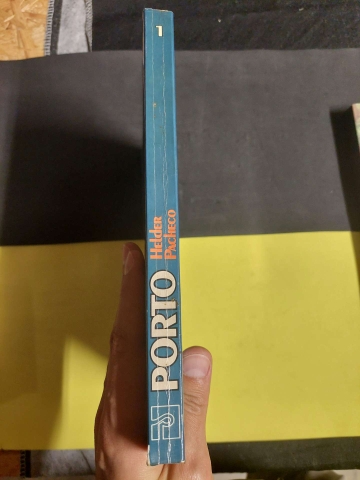 1
Helder
Pacheco
PORTO